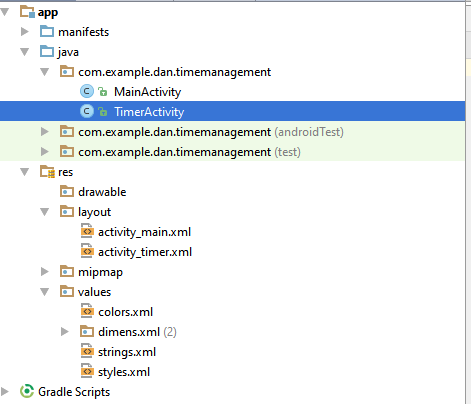 app
manifests
java
com.example.dan.timemanagement
MainActivity
TimerActivity
com.example.dan.timemanagement (androidTest)
com.example.dan.timemanagement (test)
res
drawable
layout
activity_main.xml
activity_timer.xml
mipmap
values
colors.xml
dimens.xml (2)
strings.xml
styles.xml
Gradle Scripts